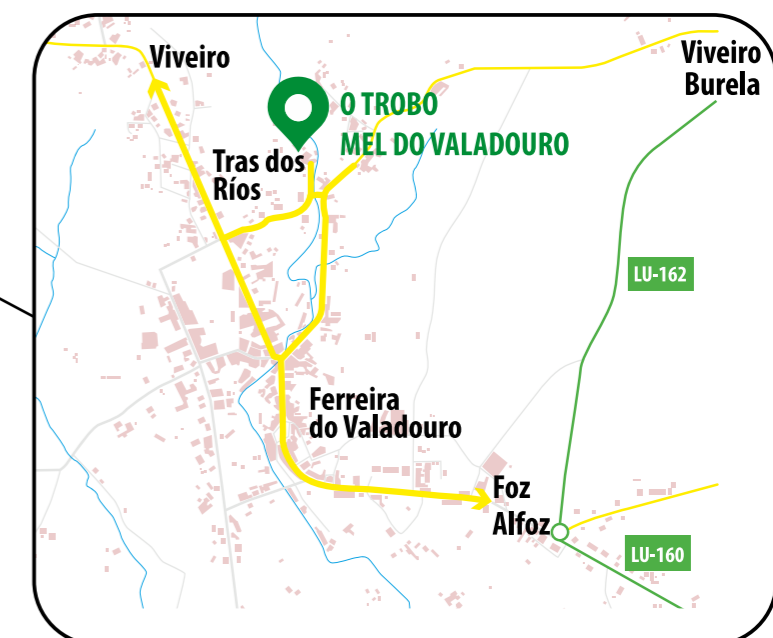 Viveiro
Viveiro
Burela
O TROBO
MEL DO VALADOURO
Tras dos
Ríos
LU-162
Ferreira
do Valadouro
Foz
Alfoz
LU-160